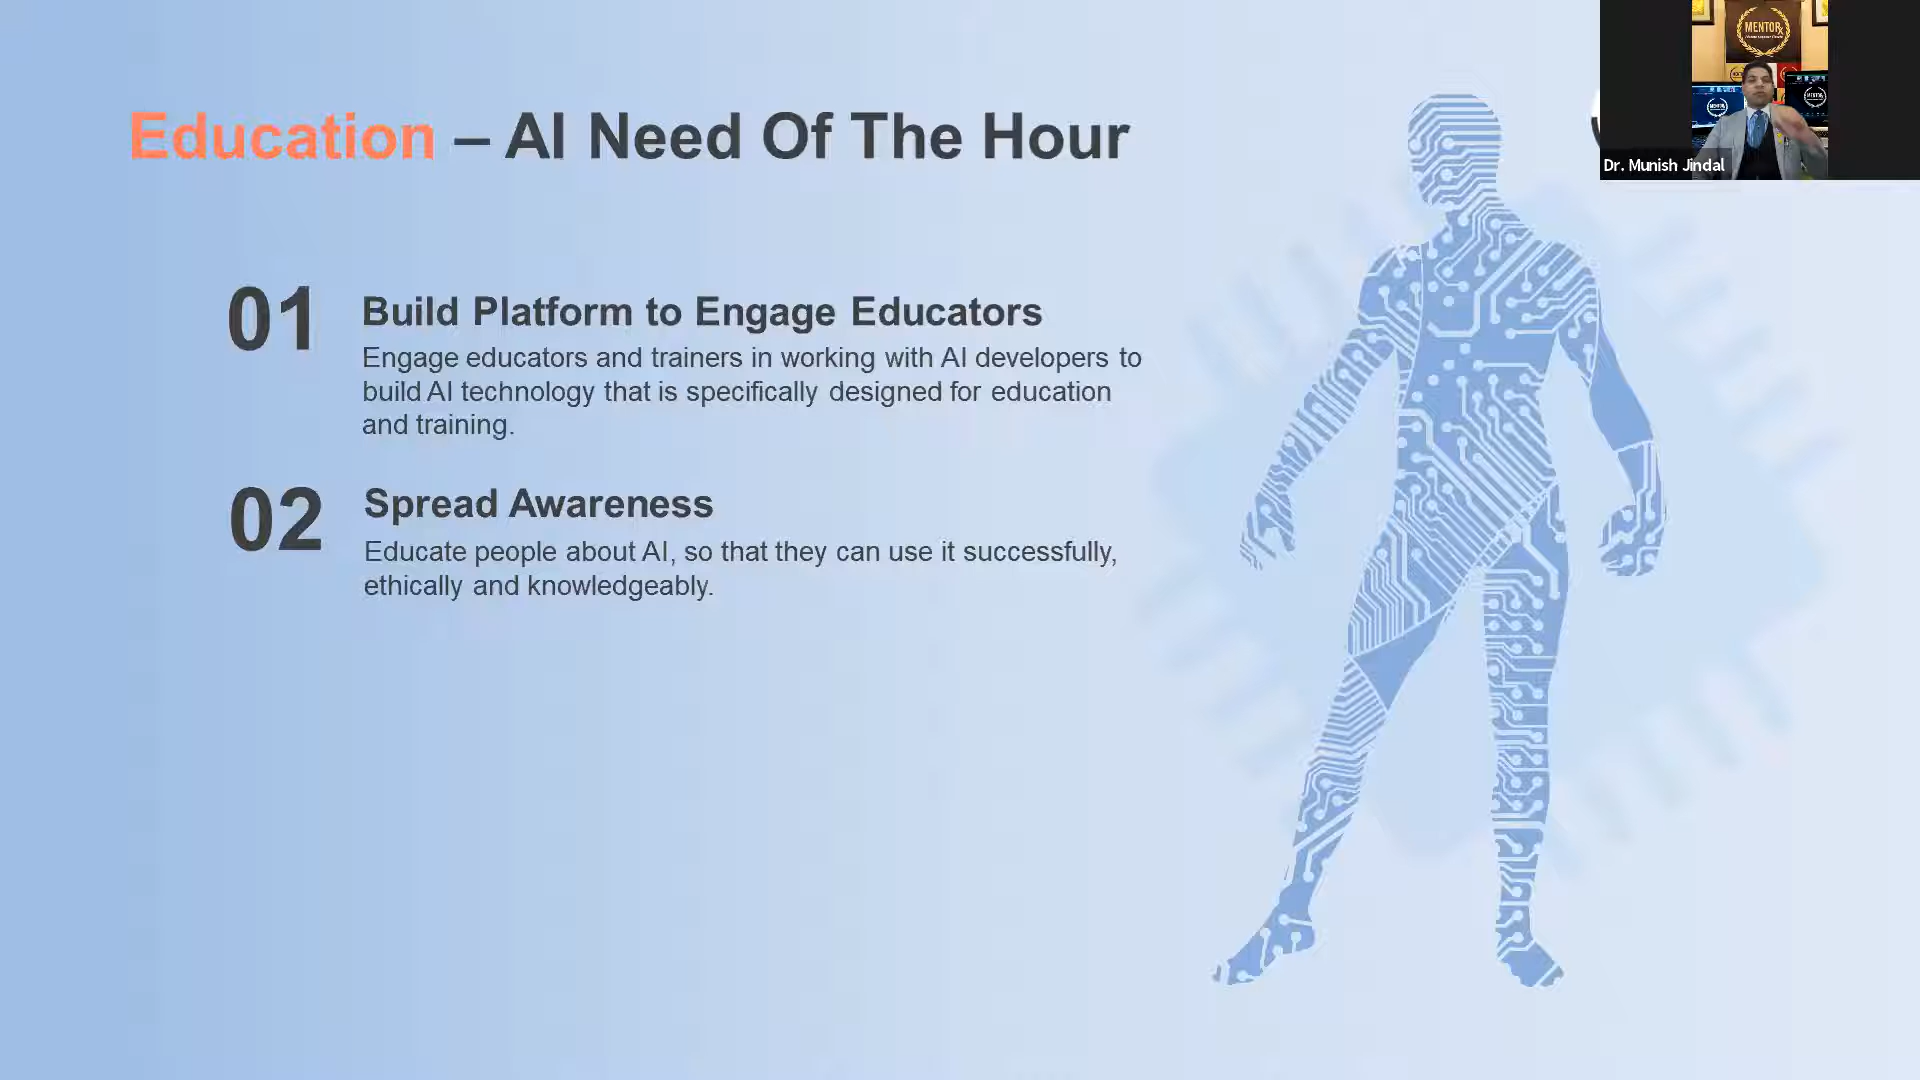 Education – AI Need Of The Hour
01
Build Platform to Engage Educators
Engage educators and trainers in working with AI developers to
build AI technology that is specifically designed for education
and training.
02
Spread Awareness
Educate people about AI, so that they can use it successfully,
ethically and knowledgeably.
MENTORx
Dr. Munish Jindal